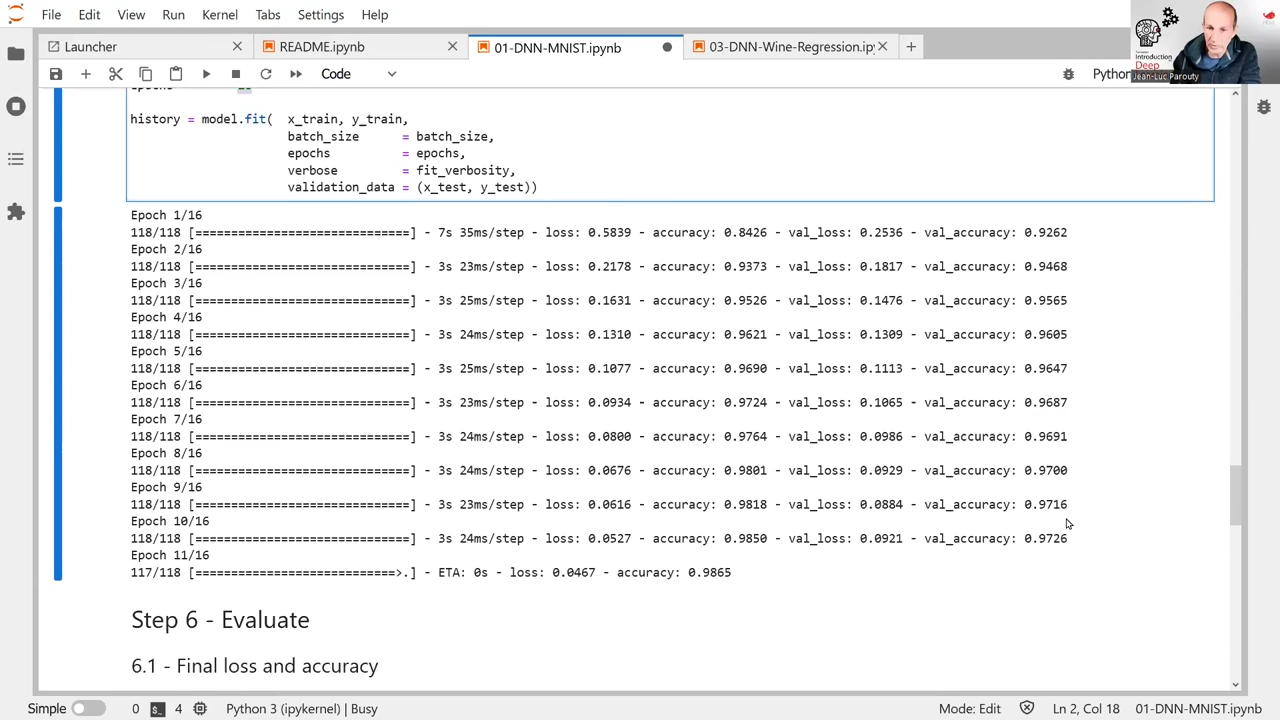 File Edit View Run Kernel Tabs Settings Help
Launcher
README.ipynb
01-DNN-MNIST.ipynb
03-DNN-Wine-Regression.ip
Code
Introduction
Deep
Jean-Luc Parouty
history = model.fit( x_train, y_train,
batch_size = batch_size,
epochs = epochs,
verbose = fit_verbosity,
validation_data = (x_test, y_test))
Epoch 1/16
118/118 [==============================] - 7s 35ms/step - loss: 0.5839 - accuracy: 0.8426 - val_loss: 0.2536 - val_accuracy: 0.9262
Epoch 2/16
118/118 [==============================] - 3s 23ms/step - loss: 0.2178 - accuracy: 0.9373 - val_loss: 0.1817 - val_accuracy: 0.9468
Epoch 3/16
118/118 [==============================] - 3s 25ms/step - loss: 0.1631 - accuracy: 0.9526 - val_loss: 0.1476 - val_accuracy: 0.9565
Epoch 4/16
118/118 [==============================] - 3s 24ms/step - loss: 0.1310 - accuracy: 0.9621 - val_loss: 0.1309 - val_accuracy: 0.9605
Epoch 5/16
118/118 [==============================] - 3s 25ms/step - loss: 0.1077 - accuracy: 0.9690 - val_loss: 0.1113 - val_accuracy: 0.9647
Epoch 6/16
118/118 [==============================] - 3s 23ms/step - loss: 0.0934 - accuracy: 0.9724 - val_loss: 0.1065 - val_accuracy: 0.9687
Epoch 7/16
118/118 [==============================] - 3s 24ms/step - loss: 0.0800 - accuracy: 0.9764 - val_loss: 0.0986 - val_accuracy: 0.9691
Epoch 8/16
118/118 [==============================] - 3s 24ms/step - loss: 0.0676 - accuracy: 0.9801 - val_loss: 0.0929 - val_accuracy: 0.9700
Epoch 9/16
118/118 [==============================] - 3s 23ms/step - loss: 0.0616 - accuracy: 0.9818 - val_loss: 0.0884 - val_accuracy: 0.9716
Epoch 10/16
118/118 [==============================] - 3s 24ms/step - loss: 0.0527 - accuracy: 0.9850 - val_loss: 0.0921 - val_accuracy: 0.9726
Epoch 11/16
117/118 [============================>.] - ETA: 0s - loss: 0.0467 - accuracy: 0.9865
Step 6 - Evaluate
6.1 - Final loss and accuracy
Simple 0 4 Python 3 (ipykernel) | Busy Mode: Edit Ln 2, Col 18 01-DNN-MNIST.ipynb